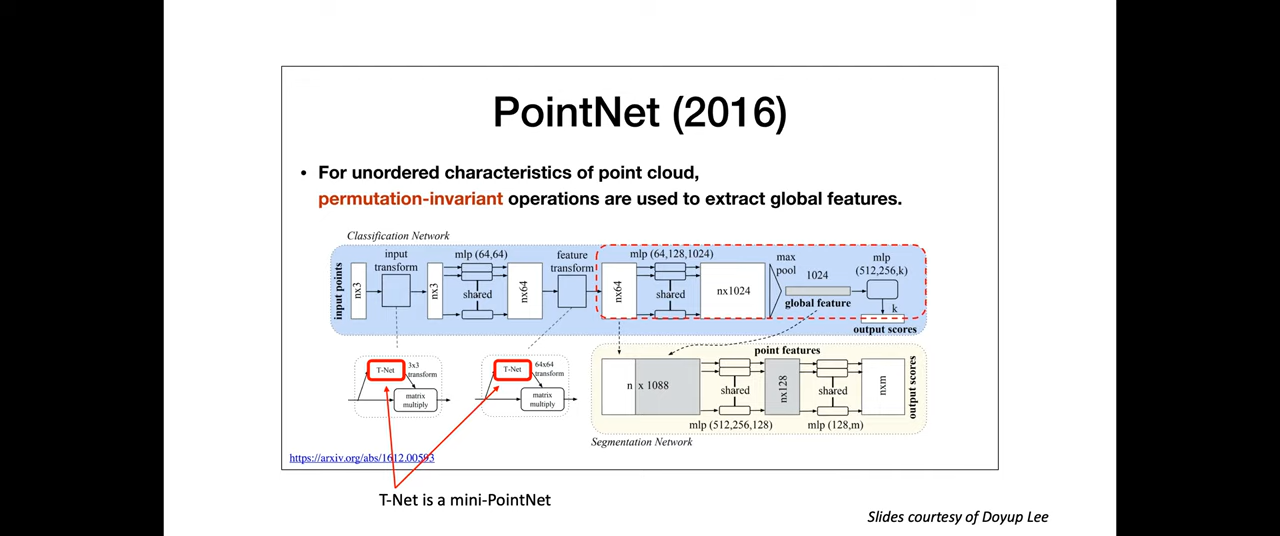 PointNet (2016)
• For unordered characteristics of point cloud,
permutation-invariant operations are used to extract global features.
Classification Network
input points
nx3
input
transform
nx3
mlp (64,64)
shared
nx64
feature
transform
nx64
mlp (64,128,1024)
shared
nx1024
max
pool
1024
global feature
mlp
(512,256,k)
k
output scores
T-Net
3x3
transform
matrix
multiply
T-Net
64x64
transform
matrix
multiply
point features
n x 1088
shared
nx128
shared
nxm
output scores
mlp (512,256,128)
mlp (128,m)
Segmentation Network
https://arxiv.org/abs/1612.00593
T-Net is a mini-PointNet
Slides courtesy of Doyup Lee